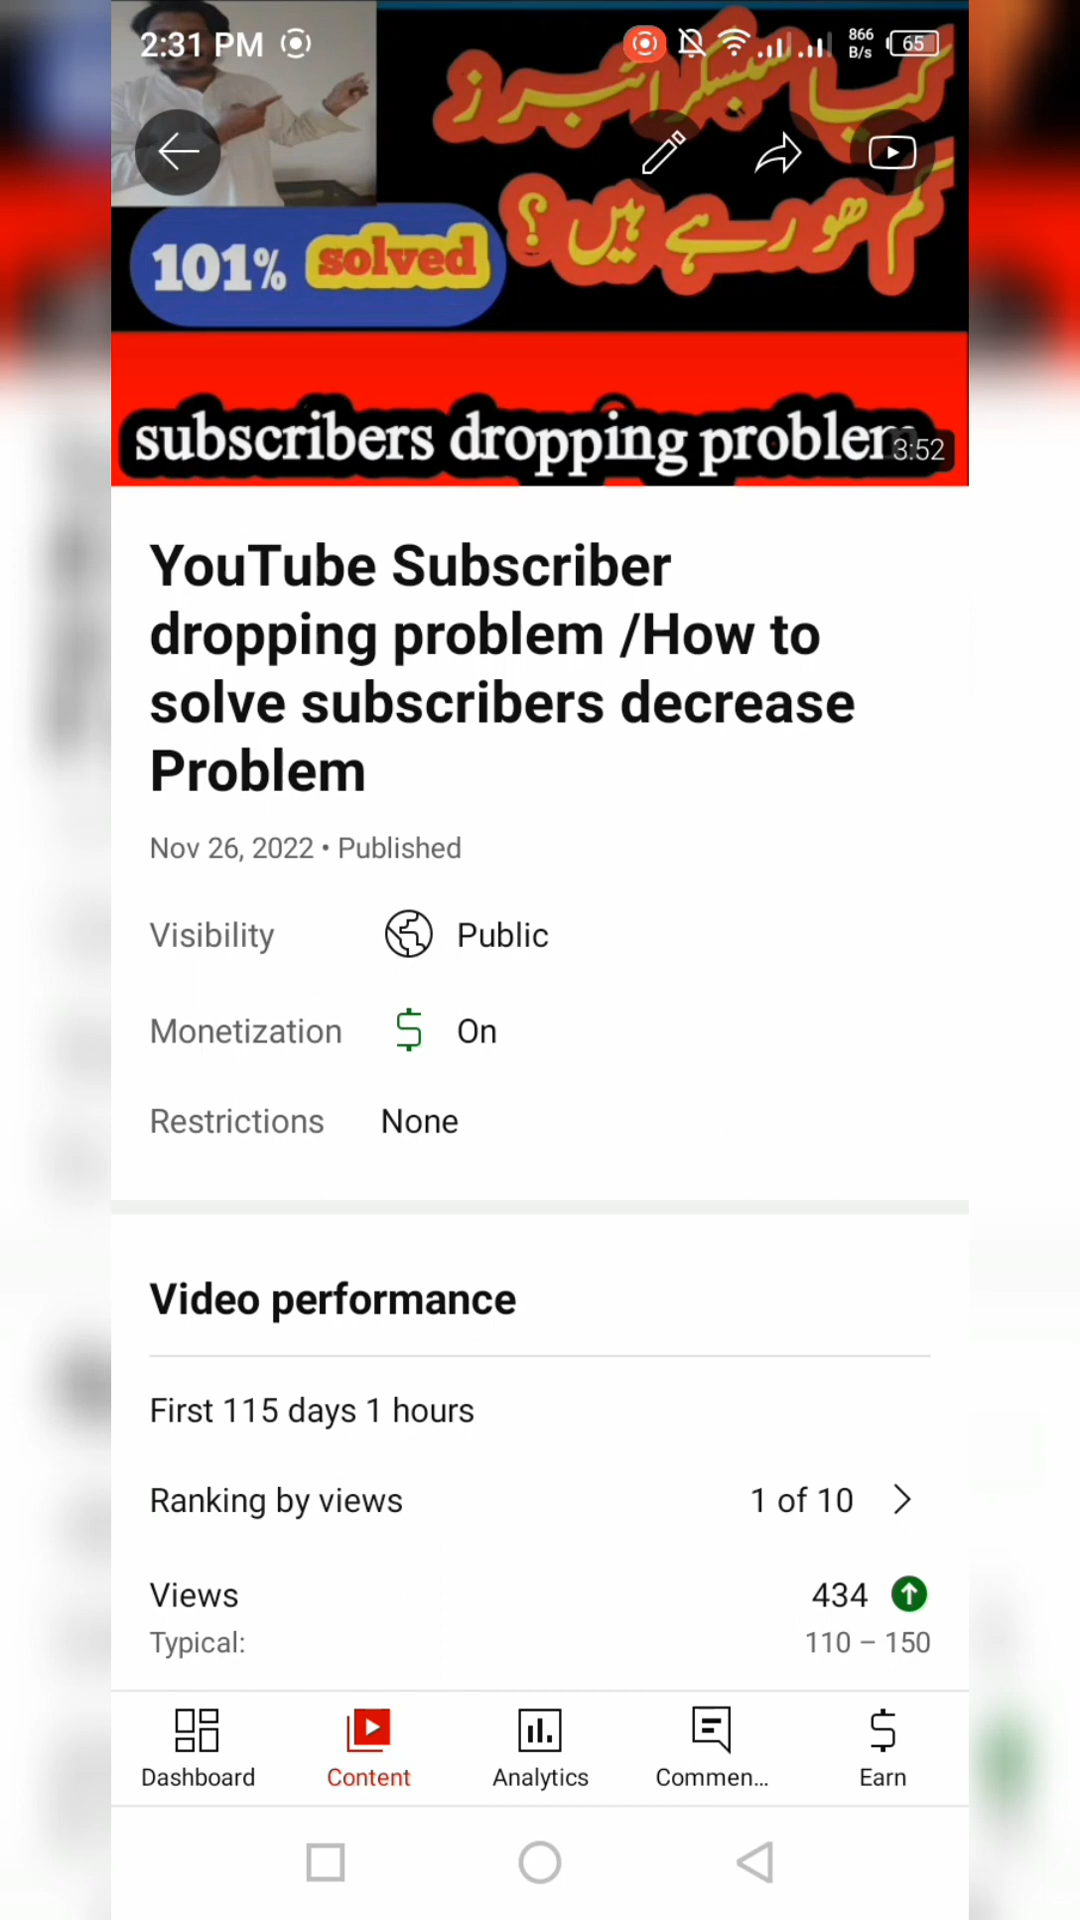 2:31 PM
866
B/s
65
کیا سبسکرائبرز
کم ھو رہے ہیں ؟
101% solved
subscribers dropping problem
3:52
YouTube Subscriber
dropping problem /How to
solve subscribers decrease
Problem
Nov 26, 2022 • Published
Visibility Public
Monetization On
Restrictions None
Video performance
First 115 days 1 hours
Ranking by views 1 of 10
Views 434
Typical: 110 – 150
Dashboard Content Analytics Commen... Earn